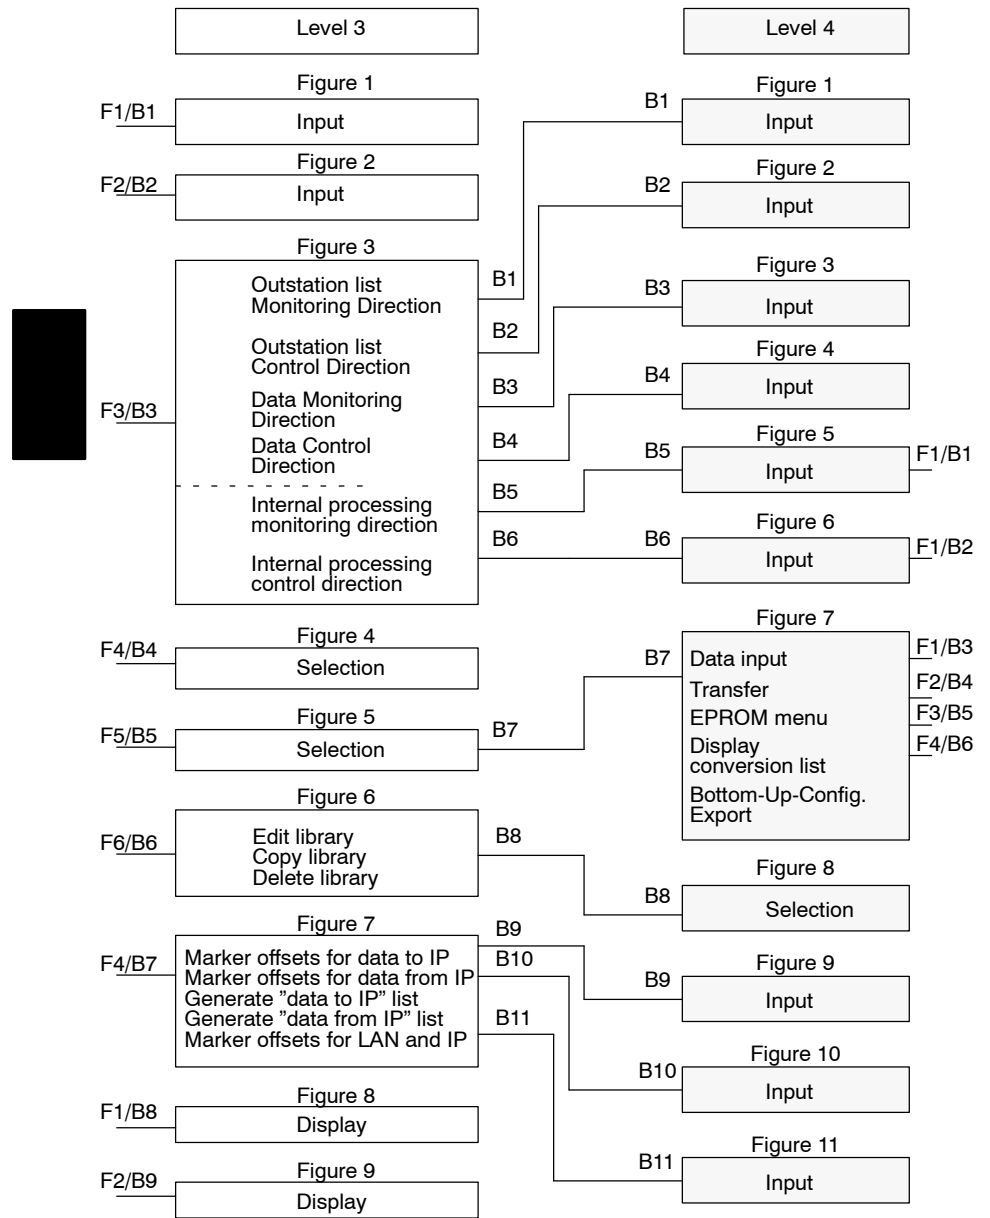 Level 3
Level 4
Figure 1
F1/B1
Input
Figure 2
F2/B2
Input
Figure 3
F3/B3
Outstation list
Monitoring Direction
B1
Outstation list
Control Direction
B2
Data Monitoring
Direction
B3
Data Control
Direction
B4
Internal processing
monitoring direction
B5
Internal processing
control direction
B6
Figure 4
F4/B4
Selection
Figure 5
F5/B5
Selection
B7
Figure 6
F6/B6
Edit library
Copy library
Delete library
B8
Figure 7
F4/B7
Marker offsets for data to IP
Marker offsets for data from IP
Generate ”data to IP” list
Generate ”data from IP” list
Marker offsets for LAN and IP
B9
B10
B11
Figure 8
F1/B8
Display
Figure 9
F2/B9
Display
Figure 1
B1
Input
Figure 2
B2
Input
Figure 3
B3
Input
Figure 4
B4
Input
Figure 5
B5
Input
F1/B1
Figure 6
B6
Input
F1/B2
Figure 7
B7
Data input
Transfer
EPROM menu
Display
conversion list
Bottom-Up-Config.
Export
F1/B3
F2/B4
F3/B5
F4/B6
Figure 8
B8
Selection
Figure 9
B9
Input
Figure 10
B10
Input
Figure 11
B11
Input